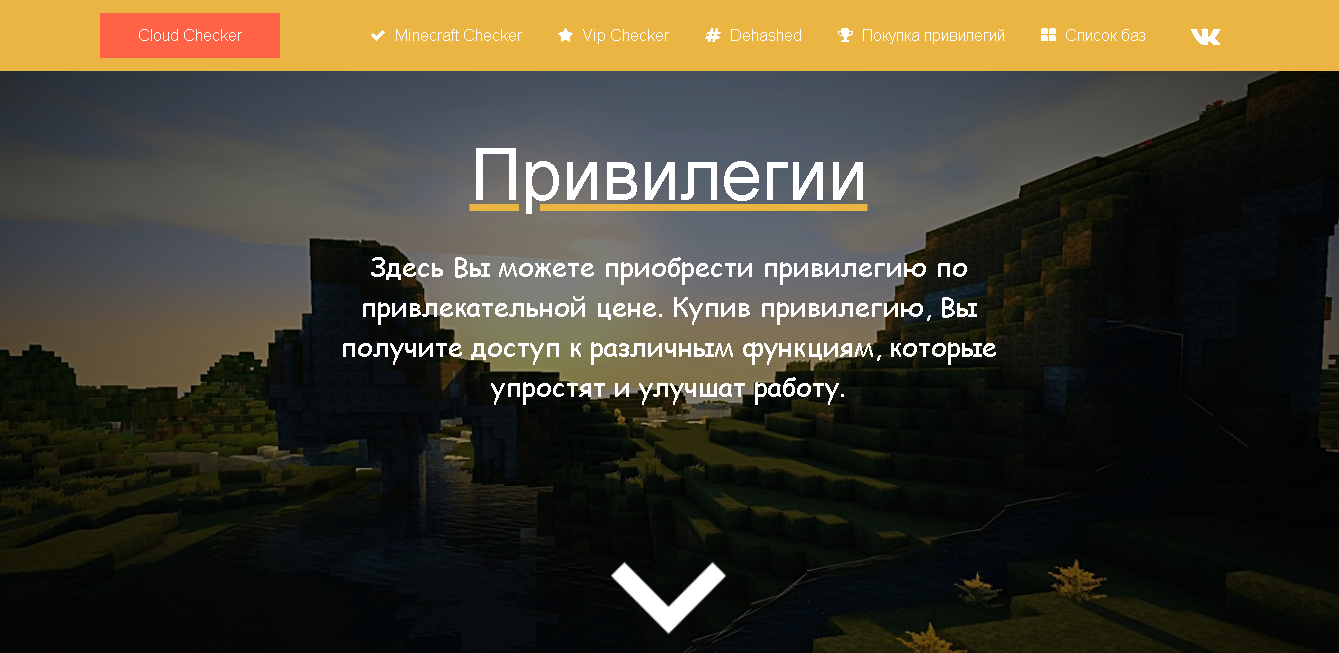 Cloud Checker
Minecraft Checker
Vip Checker
Dehashed
Покупка привилегий
Список баз
Привилегии
Здесь Вы можете приобрести привилегию по
привлекательной цене. Купив привилегию, Вы
получите доступ к различным функциям, которые
упростят и улучшат работу.